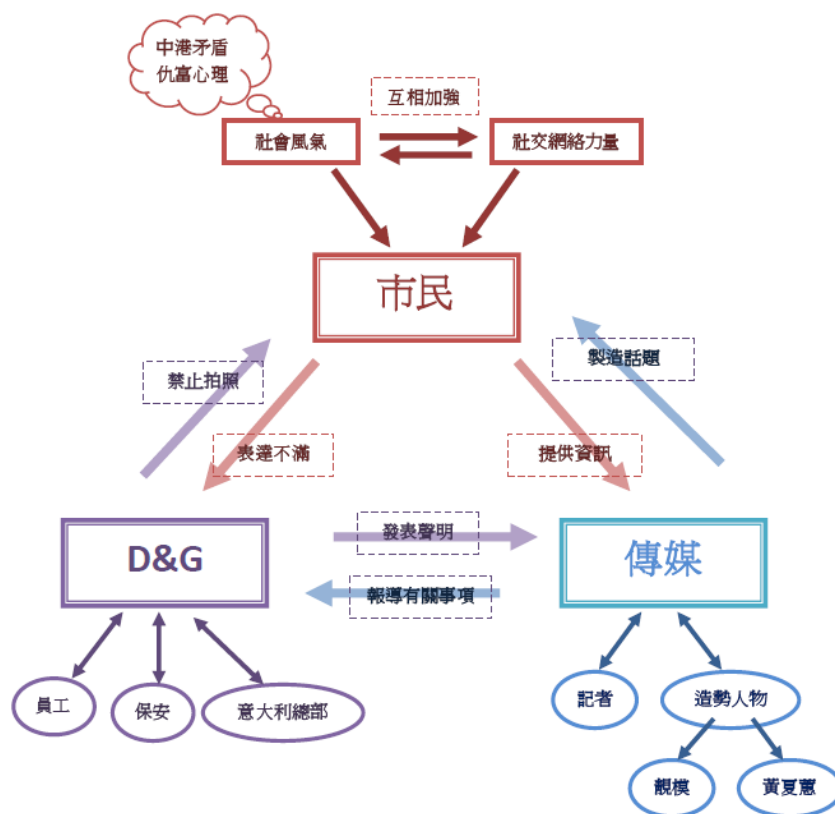 中港矛盾
仇富心理
互相加強
社會風氣
社交網絡力量
市民
製造話題
禁止拍照
表達不滿
提供資訊
發表聲明
D&G
傳媒
報導有關事項
員工
保安
意大利總部
記者
造勢人物
靚模
黃夏蕙